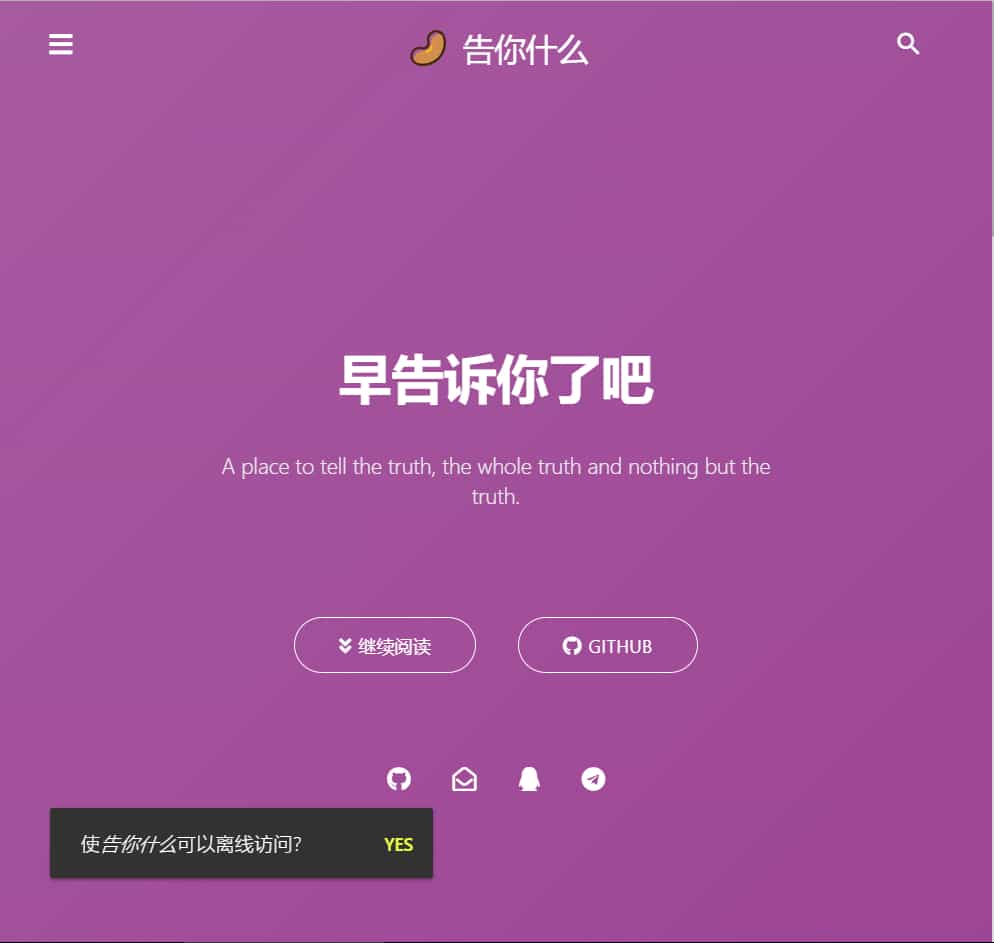 告你什么
早告诉你了吧
A place to tell the truth, the whole truth and nothing but the
truth.
继续阅读
GITHUB
使告你什么可以离线访问?
YES